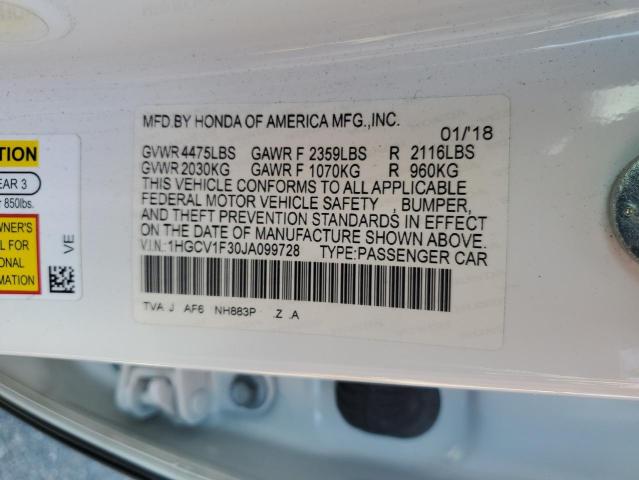 MFD.BY HONDA OF AMERICA MFG.,INC.
01/'18
GVWR 4475LBS GAWR F 2359LBS R 2116LBS
GVWR 2030KG GAWR F 1070KG R 960KG
THIS VEHICLE CONFORMS TO ALL APPLICABLE
FEDERAL MOTOR VEHICLE SAFETY , BUMPER,
AND THEFT PREVENTION STANDARDS IN EFFECT
ON THE DATE OF MANUFACTURE SHOWN ABOVE.
V.I.N.:1HGCV1F30JA099728 TYPE:PASSENGER CAR
TVA J AF6 NH883P .Z .A
TION
EAR 3
r 850lbs.
WNER'S
L FOR
IONAL
RMATION
VE